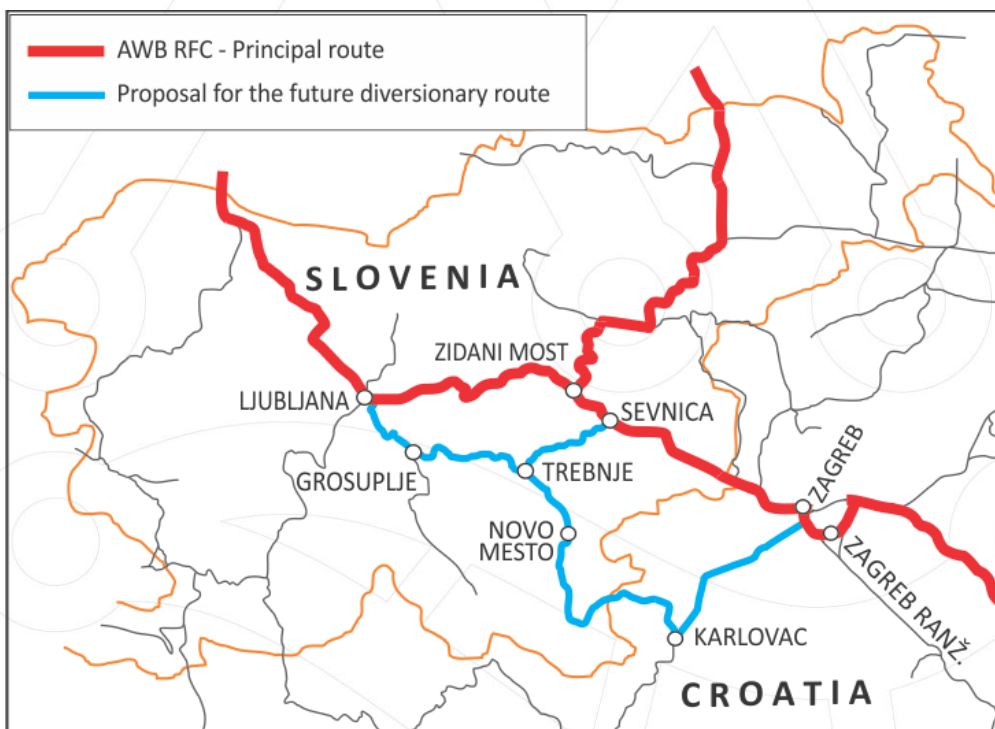 AWB RFC - Principal route
Proposal for the future diversionary route
SLOVENIA
ZIDANI MOST
LJUBLJANA
SEVNICA
GROSUPLJE
TREBNJE
ZAGREB
NOVO
MESTO
ZAGREB RANŽ.
KARLOVAC
CROATIA